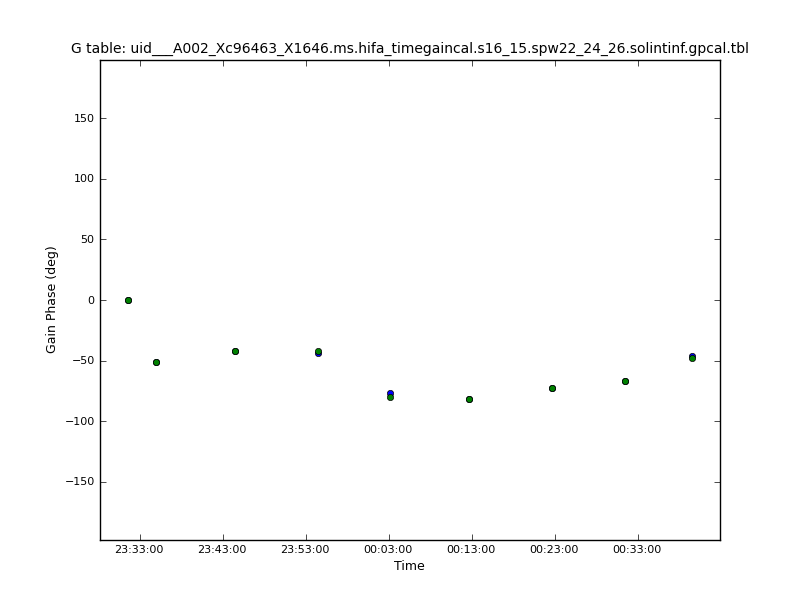 G table: uid___A002_Xc96463_X1646.ms.hifa_timegaincal.s16_15.spw22_24_26.solintinf.gpcal.tbl
150
100
50
0
−50
−100
−150
Gain Phase (deg)
23:33:00 23:43:00 23:53:00 00:03:00 00:13:00 00:23:00 00:33:00
Time